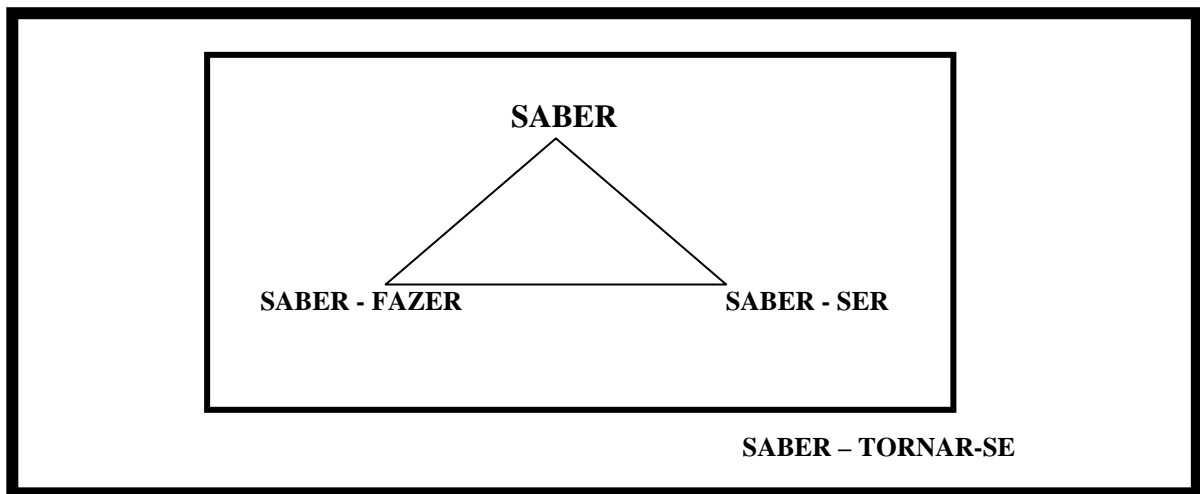 SABER
SABER - FAZER
SABER - SER
SABER – TORNAR-SE